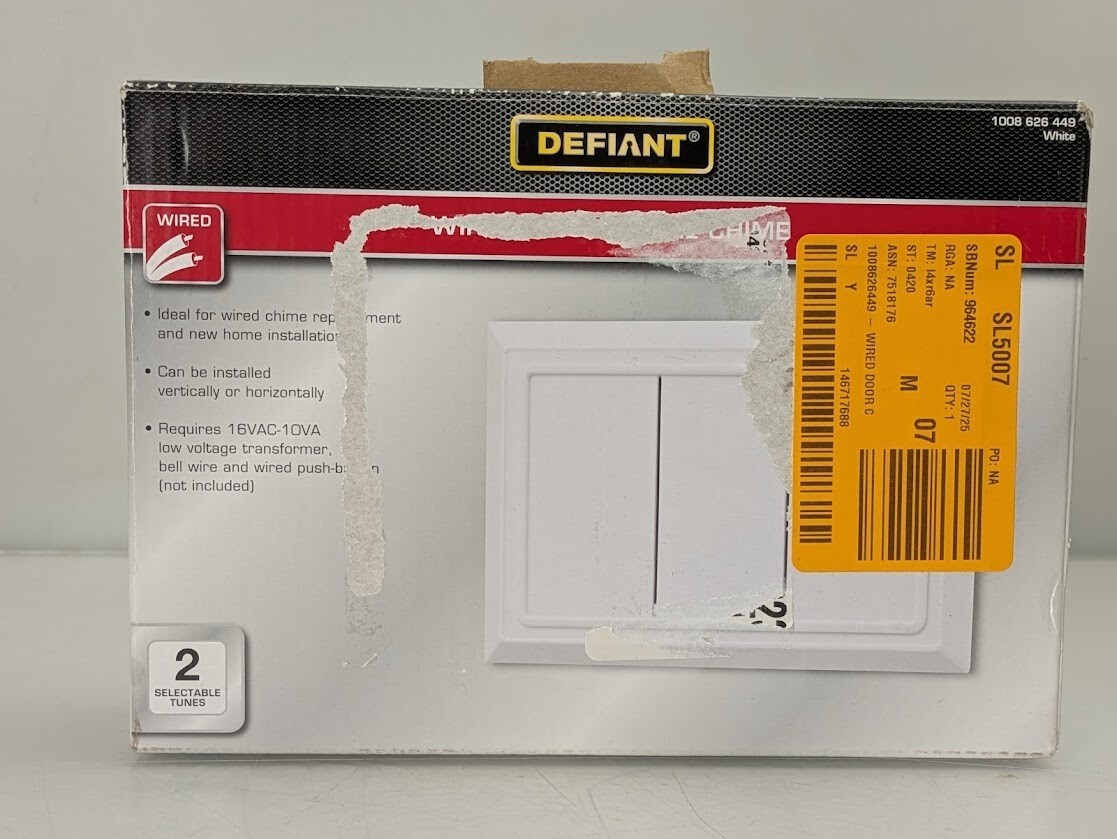 DEFIANT®
1008 626 449
White
WIRED
CHIME
• Ideal for wired chime
and new home
• Can be installed
vertically or horizontally
• Requires 16VAC-10VA
low voltage transformer,
bell wire and wired
(not included)
2
SELECTABLE
TUNES
SL SL5007
SBNum: 964622
RGA: NA
TM: l4xr6ar
ST: 0420
ASN: 7518176
1008626449 - WIRED DOOR C
SL Y
07/27/25
QTY: 1
PO: NA
M 07
146717688